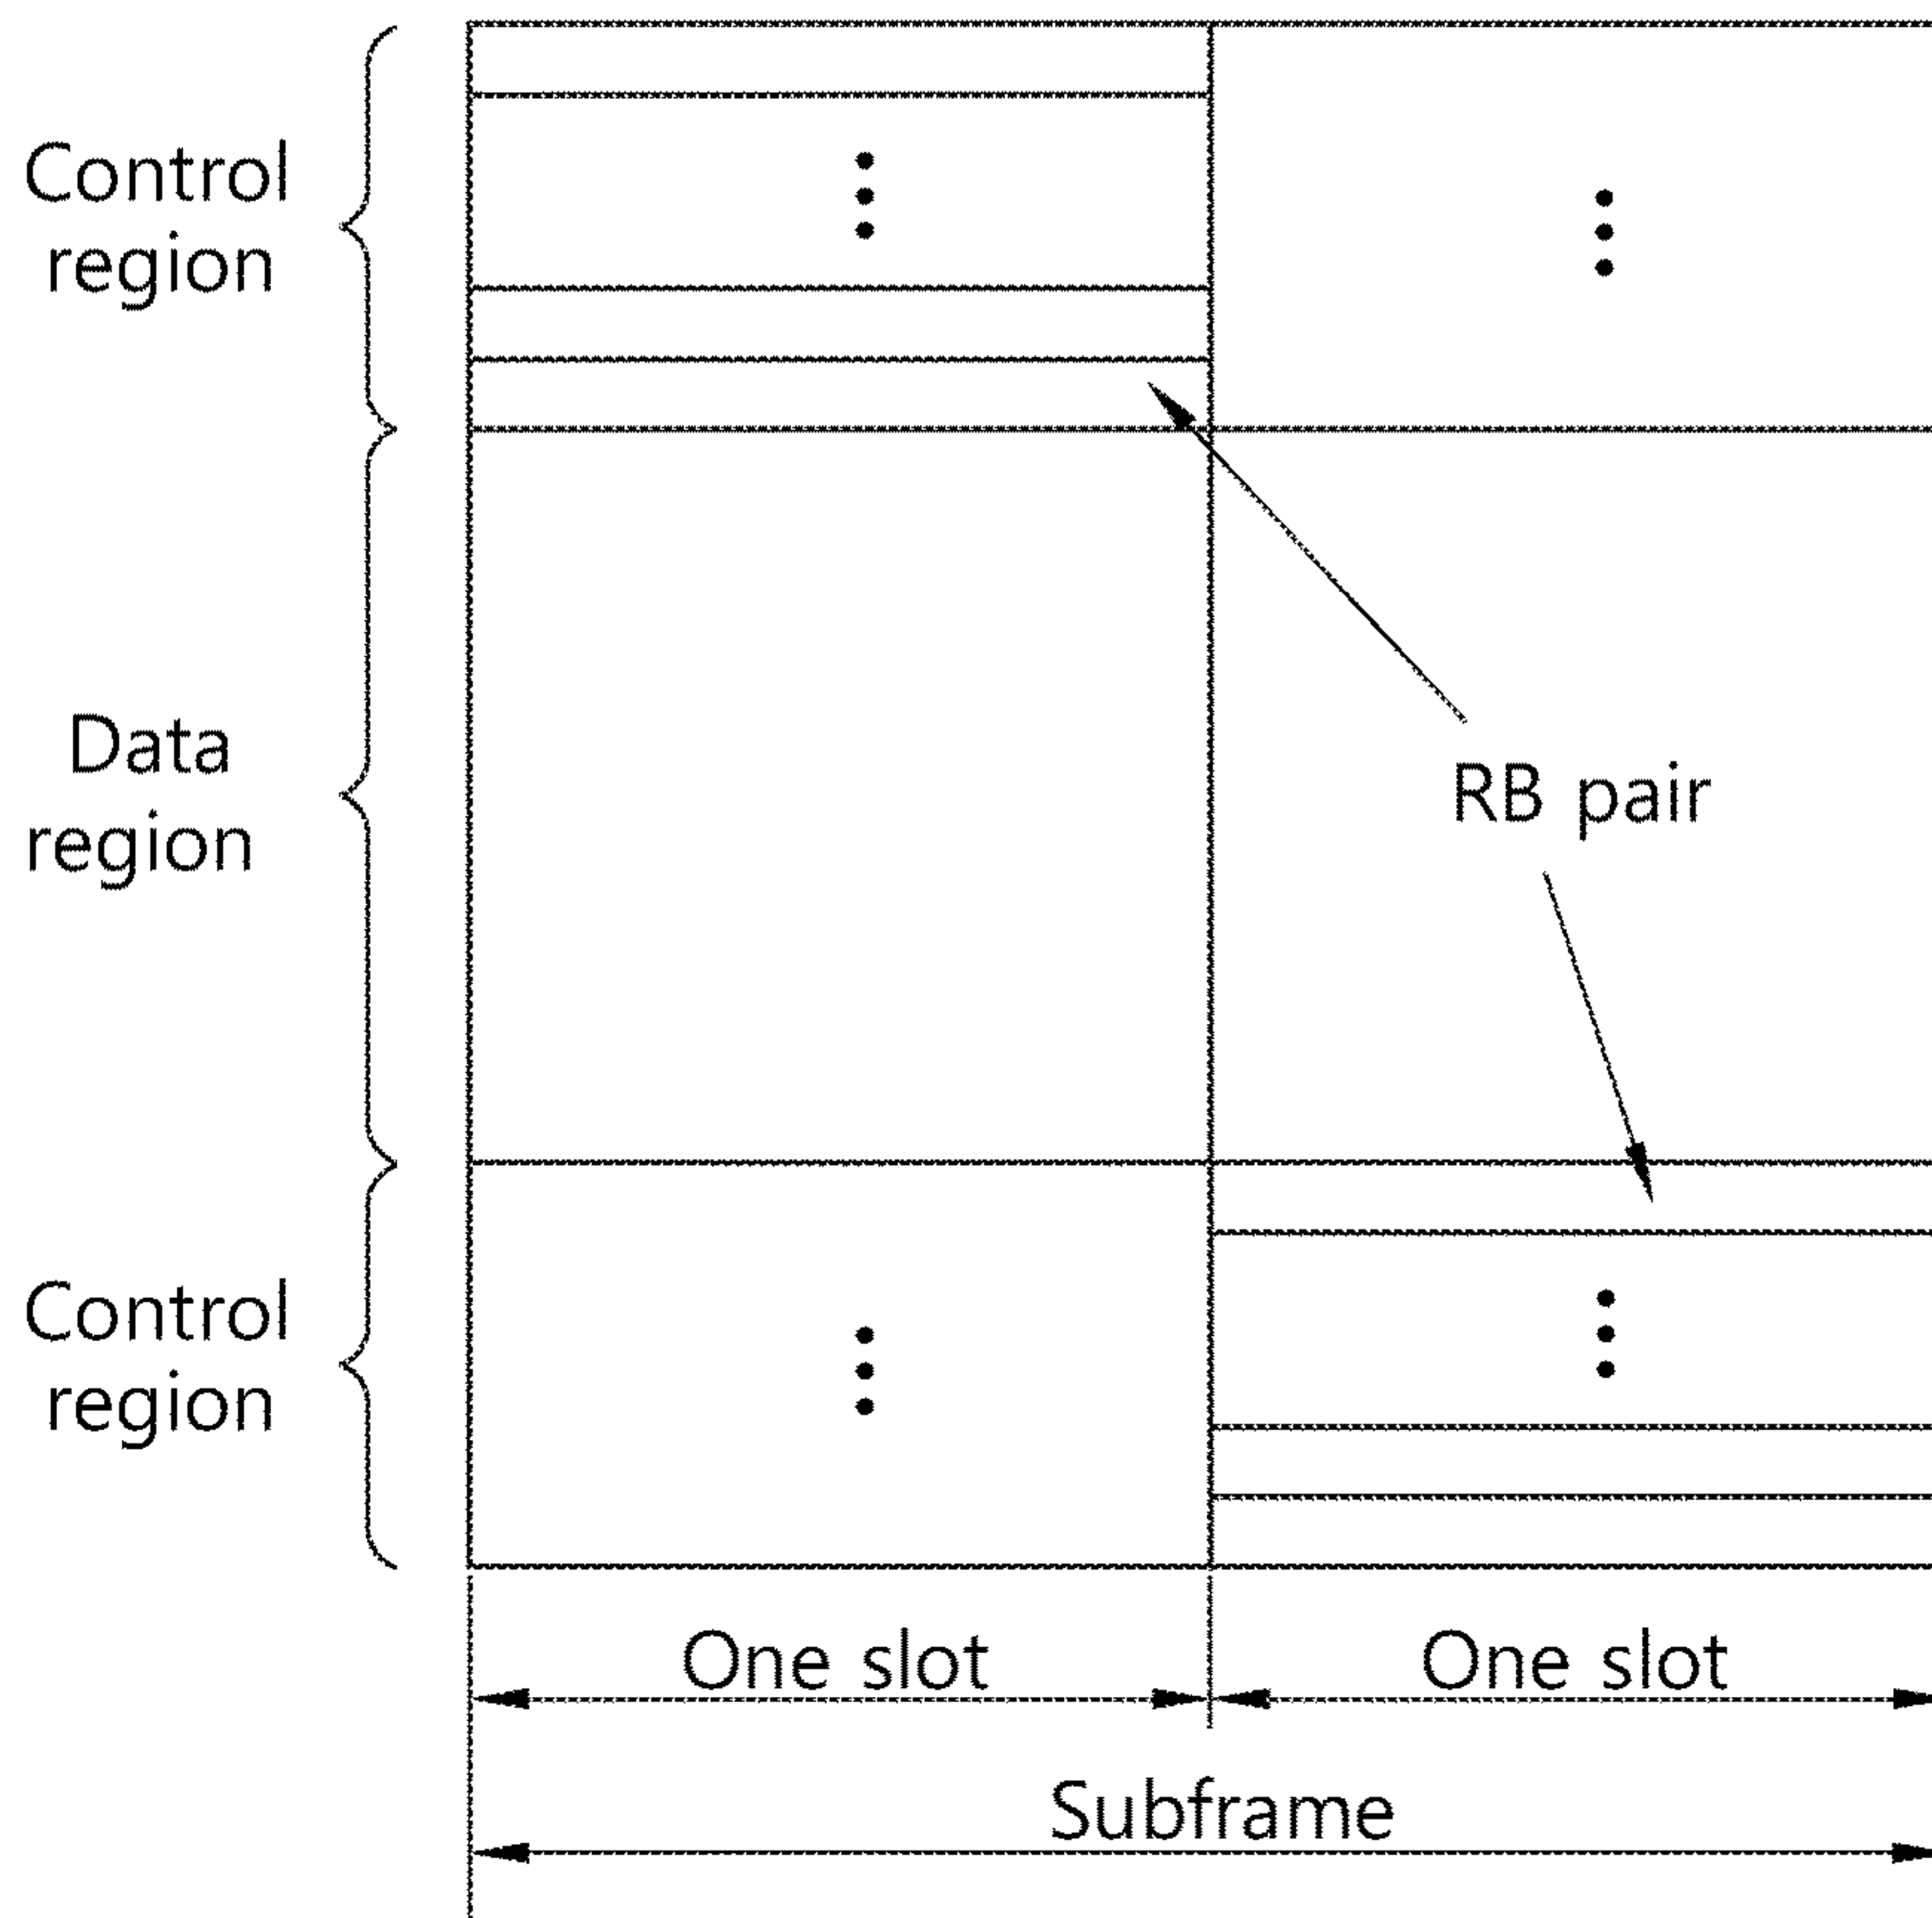 Control
region
Data
region
RB pair
Control
region
One slot
One slot
Subframe